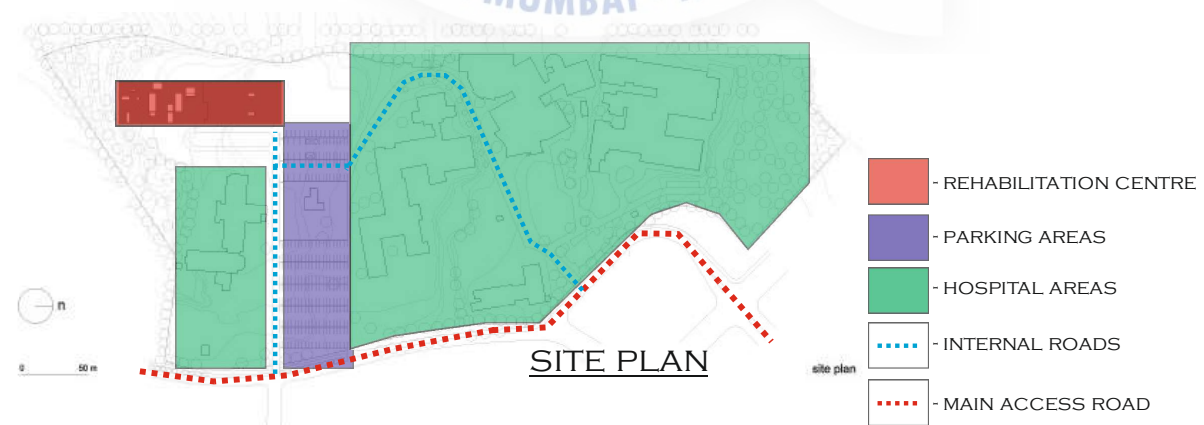 MUMBAI
- REHABILITATION CENTRE
- PARKING AREAS
- HOSPITAL AREAS
n
- INTERNAL ROADS
SITE PLAN
0 50 m
site plan
- MAIN ACCESS ROAD